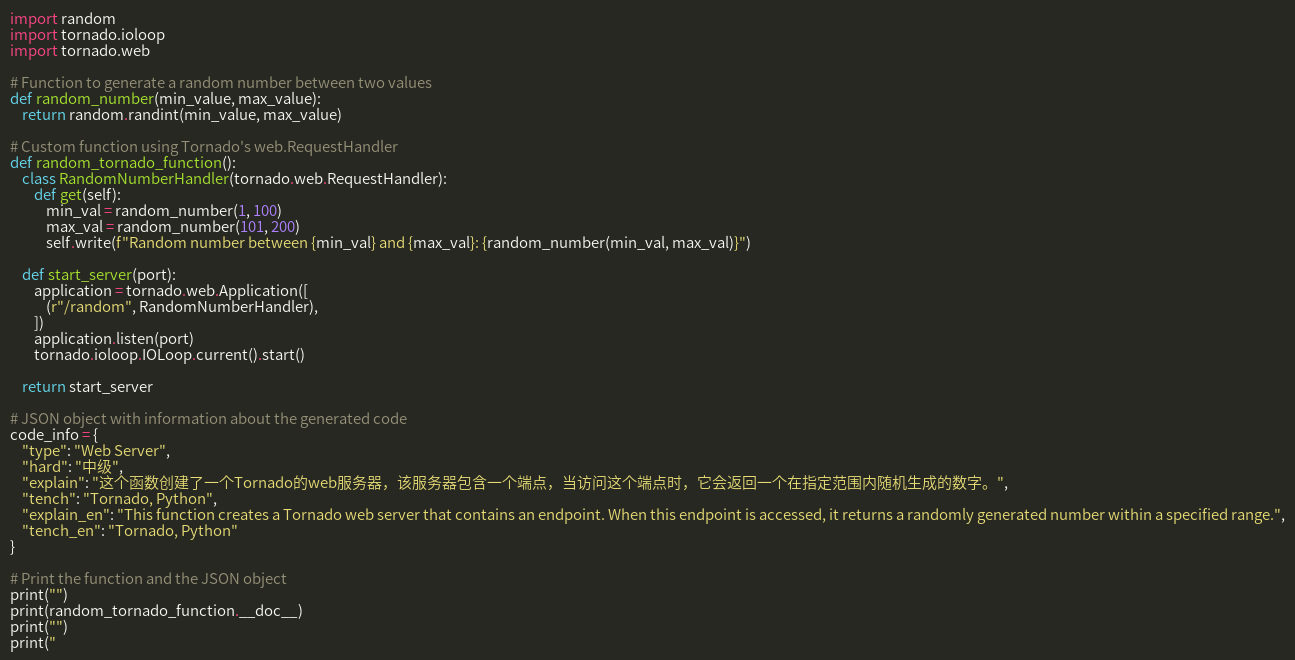 import random
import tornado.ioloop
import tornado.web

# Function to generate a random number between two values
def random_number(min_value, max_value):
    return random.randint(min_value, max_value)

# Custom function using Tornado's web.RequestHandler
def random_tornado_function():
    class RandomNumberHandler(tornado.web.RequestHandler):
        def get(self):
            min_val = random_number(1, 100)
            max_val = random_number(101, 200)
            self.write(f"Random number between {min_val} and {max_val}: {random_number(min_val, max_val)}")

    def start_server(port):
        application = tornado.web.Application([
            (r"/random", RandomNumberHandler),
        ])
        application.listen(port)
        tornado.ioloop.IOLoop.current().start()

    return start_server

# JSON object with information about the generated code
code_info = {
    "type": "Web Server",
    "hard": "中级",
    "explain": "这个函数创建了一个Tornado的web服务器，该服务器包含一个端点，当访问这个端点时，它会返回一个在指定范围内随机生成的数字。",
    "tench": "Tornado, Python",
    "explain_en": "This function creates a Tornado web server that contains an endpoint. When this endpoint is accessed, it returns a randomly generated number within a specified range.",
    "tench_en": "Tornado, Python"
}

# Print the function and the JSON object
print("")
print(random_tornado_function.__doc__)
print("")
print("